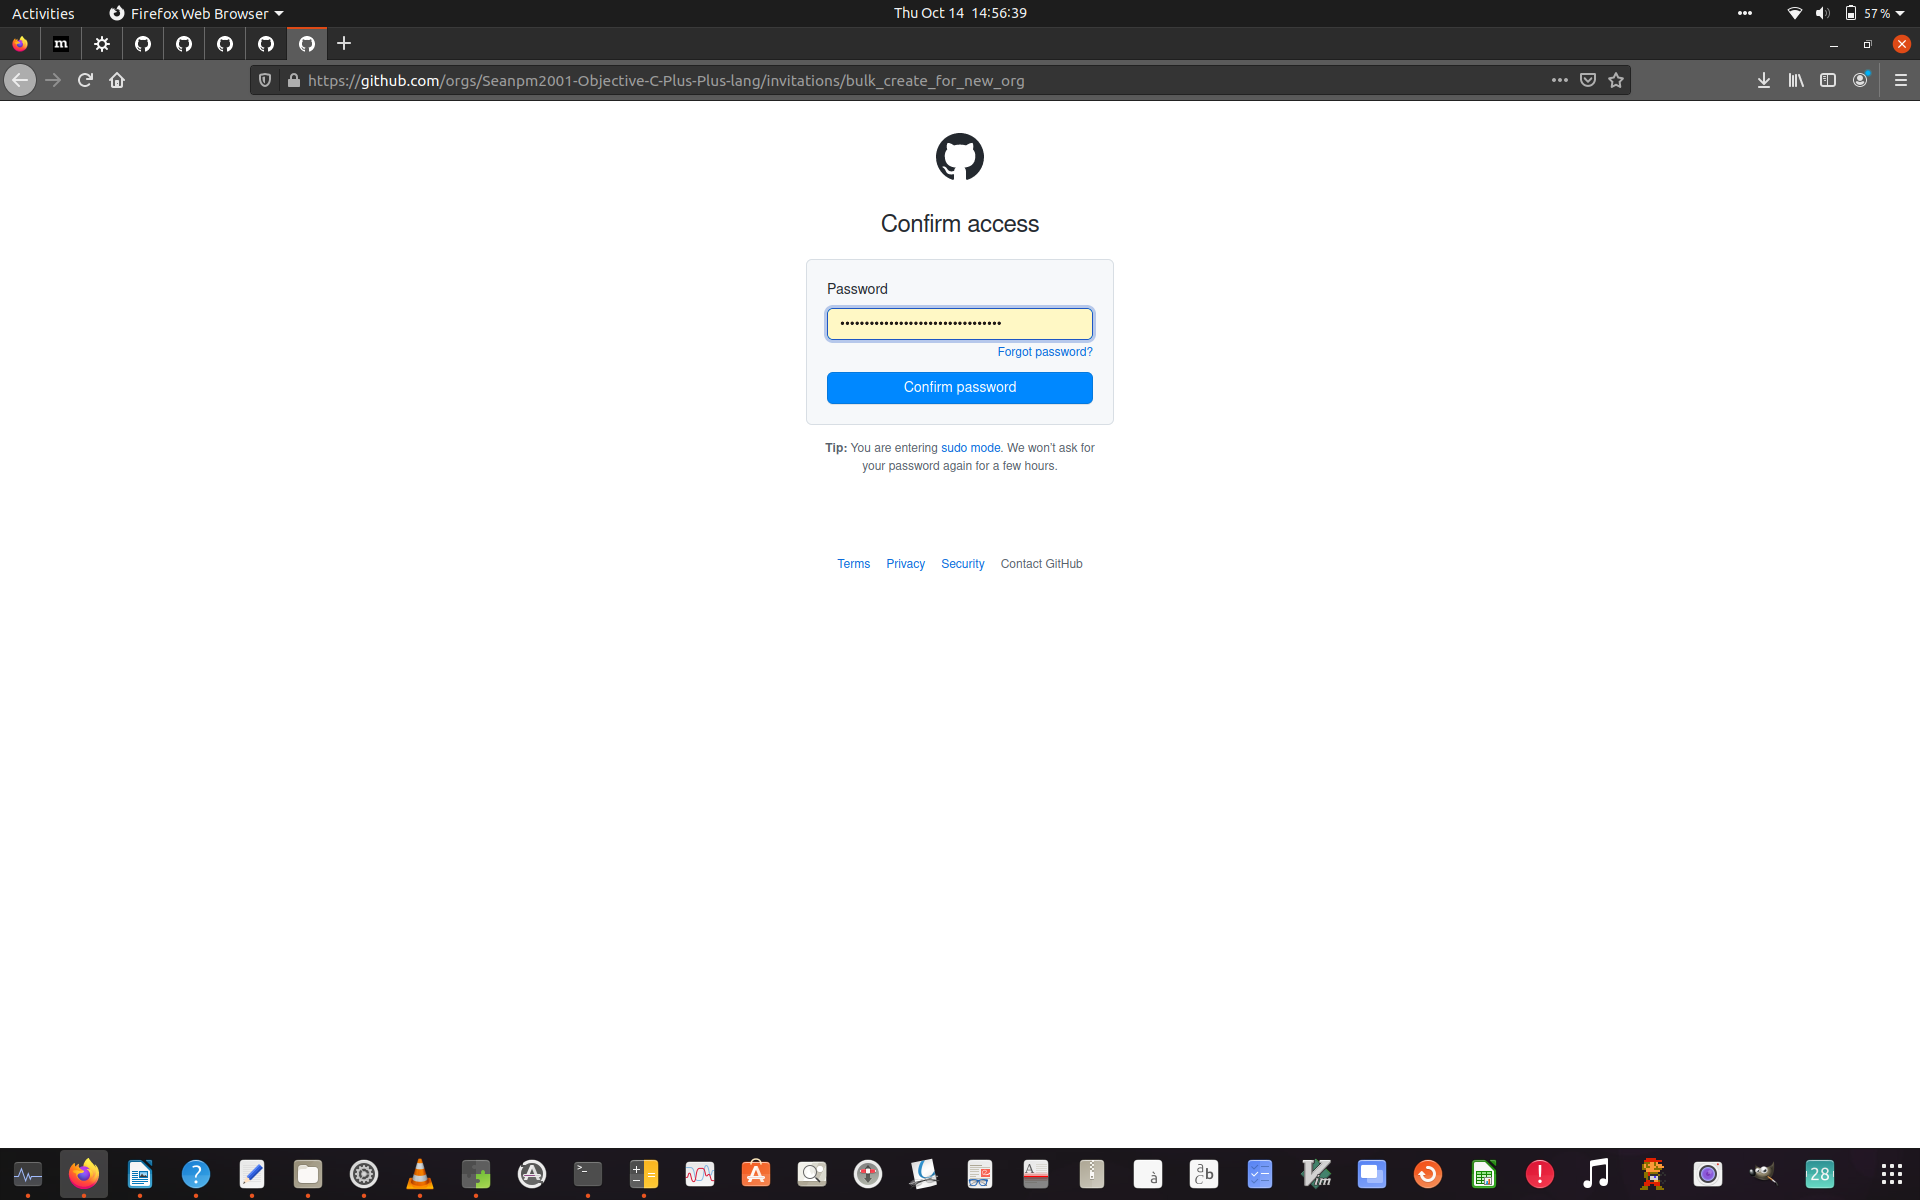 Activities Firefox Web Browser Thu Oct 14 14:56:39 57 %
m
https://github.com/orgs/Seanpm2001-Objective-C-Plus-Plus-lang/invitations/bulk_create_for_new_org
Confirm access
Password
Forgot password?
Confirm password
Tip: You are entering sudo mode. We won't ask for
your password again for a few hours.
Terms Privacy Security Contact GitHub
>_ à a b c Vim 28